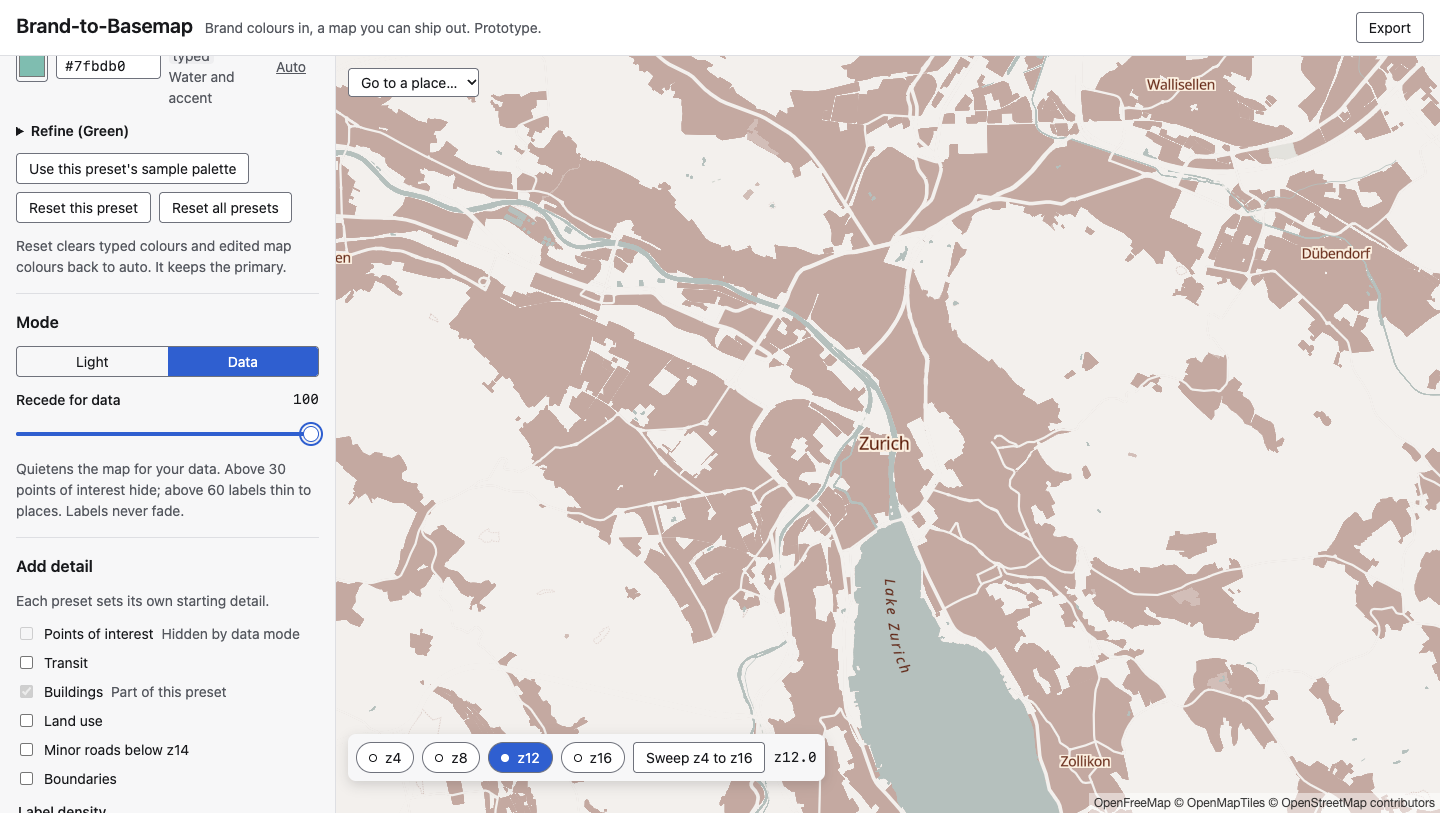 Brand-to-Basemap
Brand colours in, a map you can ship out. Prototype.
Export
#7fbdb0
typed
Water and
accent
Auto
Refine (Green)
Use this preset's sample palette
Reset this preset
Reset all presets
Reset clears typed colours and edited map
colours back to auto. It keeps the primary.
Mode
Light
Data
Recede for data
100
Quietens the map for your data. Above 30
points of interest hide; above 60 labels thin to
places. Labels never fade.
Add detail
Each preset sets its own starting detail.
Points of interest Hidden by data mode
Transit
Buildings Part of this preset
Land use
Minor roads below z14
Boundaries
Label density
Go to a place...
Wallisellen
Dübendorf
en
Zurich
Lake Zurich
Zollikon
z4
z8
z12
z16
Sweep z4 to z16
z12.0
OpenFreeMap © OpenMapTiles © OpenStreetMap contributors